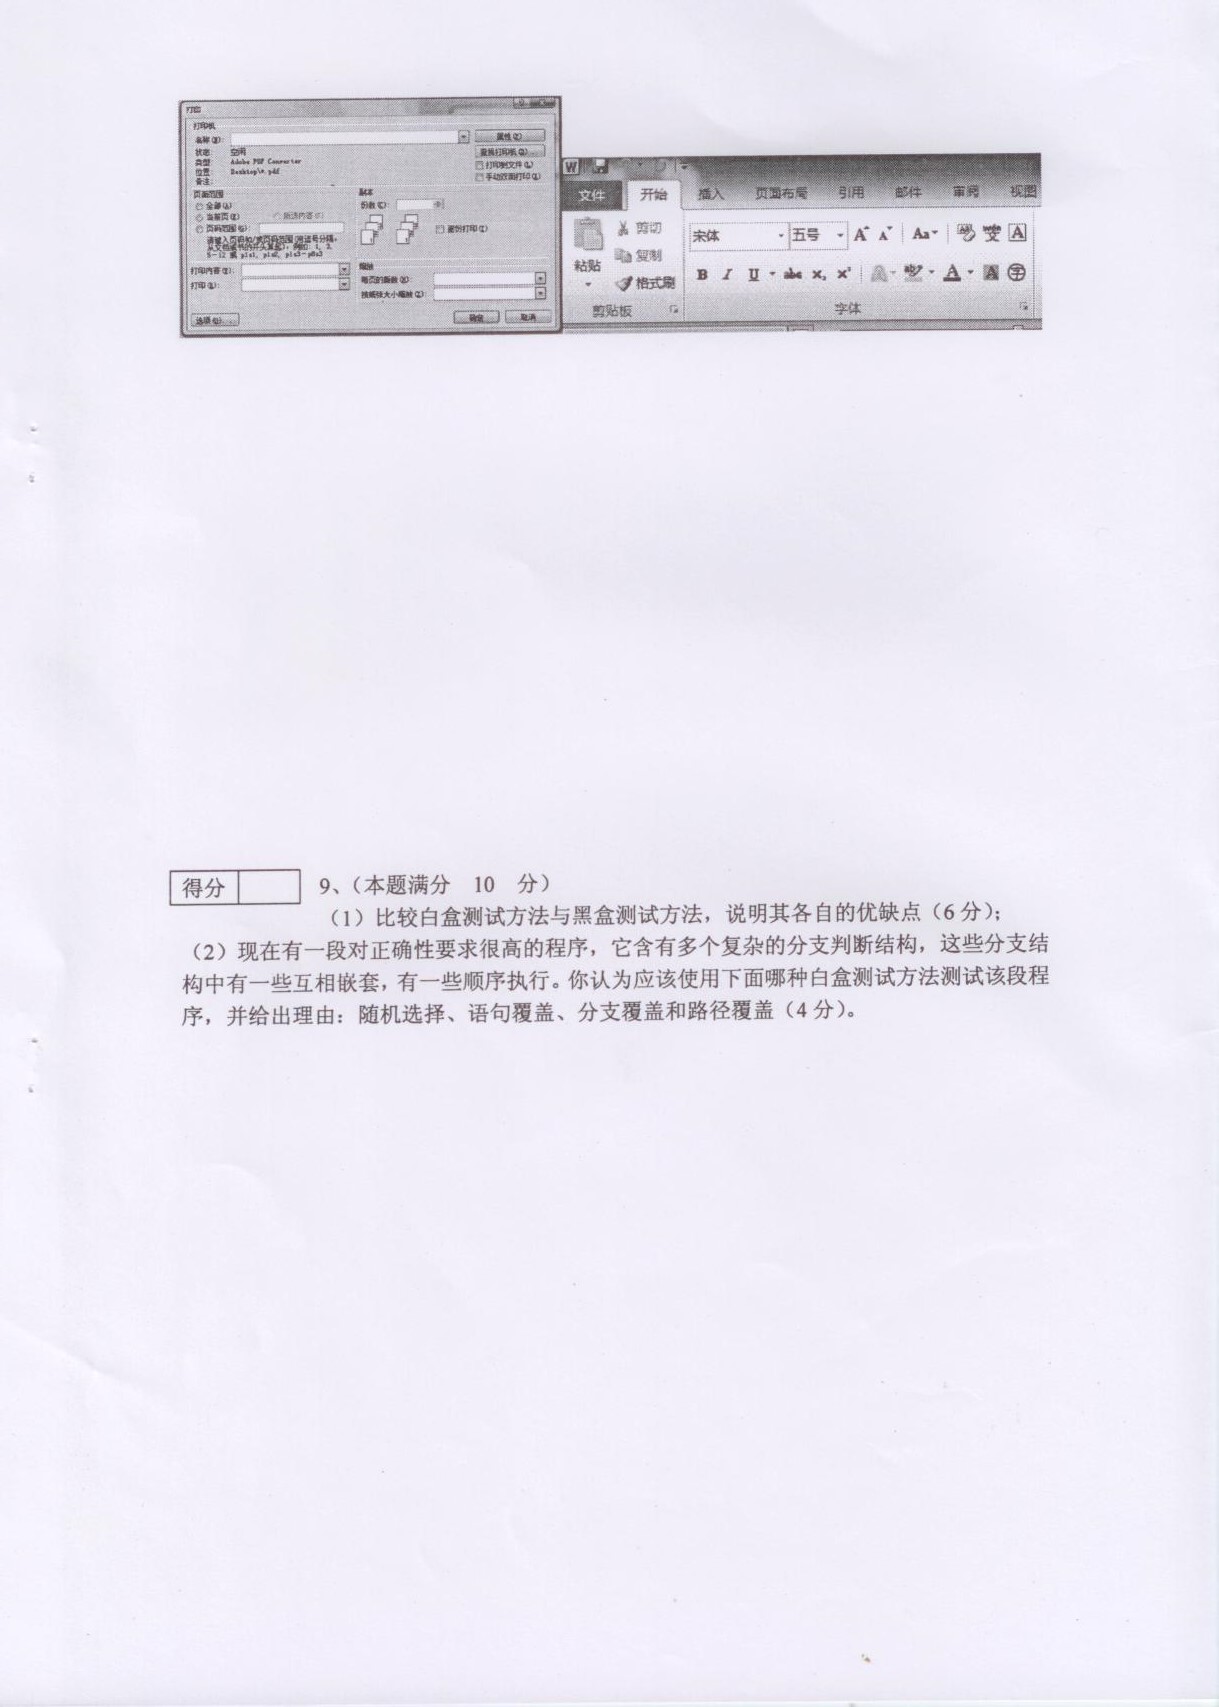 打印
打印机
名称(N):
属性(P)
状态: 空闲
查找打印机(D)...
类型: Adobe PDF Converter
打印到文件(L)
位置: Desktop\*.pdf
手动双面打印(X)
备注:
页面范围
副本
全部(A)
份数(C):
当前页(E)
所选内容(S)
页码范围(G):
逐份打印(T)
请键入页码和/或页码范围(用逗号分隔,
从文档或节的开头算起)。例如: 1, 3,
5-12 或 p1s1, p1s2, p1s3-p8s3
缩放
打印内容(W):
每页的版数(H):
打印(R):
按纸张大小缩放(Z):
选项(O)...
确定
取消
文件 开始 插入 页面布局 引用 邮件 审阅 视图
粘贴
剪切
复制
格式刷
剪贴板
宋体 五号 A A Aa wén 变 A
B I U abc x₂ x² A ab A A 字
字体
得分
9、(本题满分 10 分)
(1)比较白盒测试方法与黑盒测试方法,说明其各自的优缺点(6分);
(2)现在有一段对正确性要求很高的程序,它含有多个复杂的分支判断结构,这些分支结
构中有一些互相嵌套,有一些顺序执行。你认为应该使用下面哪种白盒测试方法测试该段程
序,并给出理由:随机选择、语句覆盖、分支覆盖和路径覆盖(4分)。